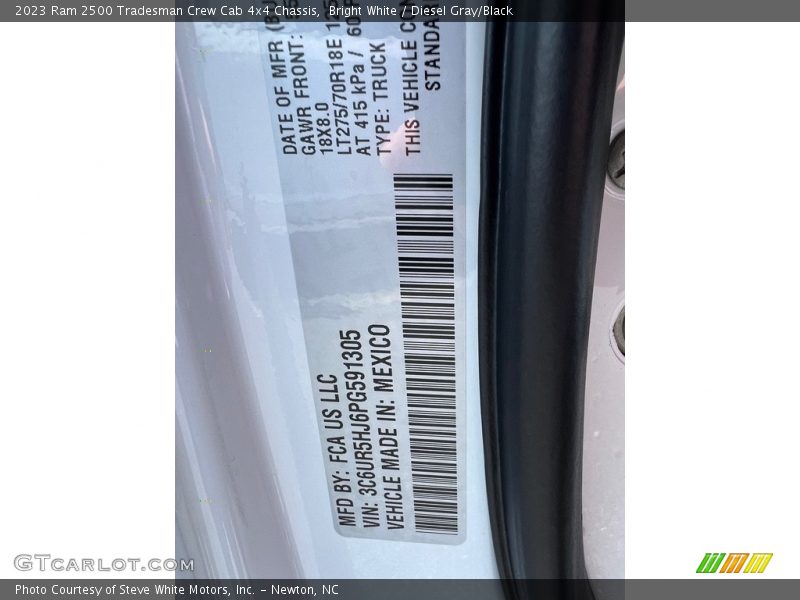 2023 Ram 2500 Tradesman Crew Cab 4x4 Chassis, Bright White / Diesel Gray/Black
MFD BY: FCA US LLC
VIN: 3C6UR5HJ6PG591305
VEHICLE MADE IN: MEXICO
DATE OF MFR
GAWR FRONT:
18X8.0
LT275/70R18E
AT 415 kPa /
TYPE: TRUCK
THIS VEHICLE
STANDA
GTCARLOT.COM
Photo Courtesy of Steve White Motors, Inc. – Newton, NC